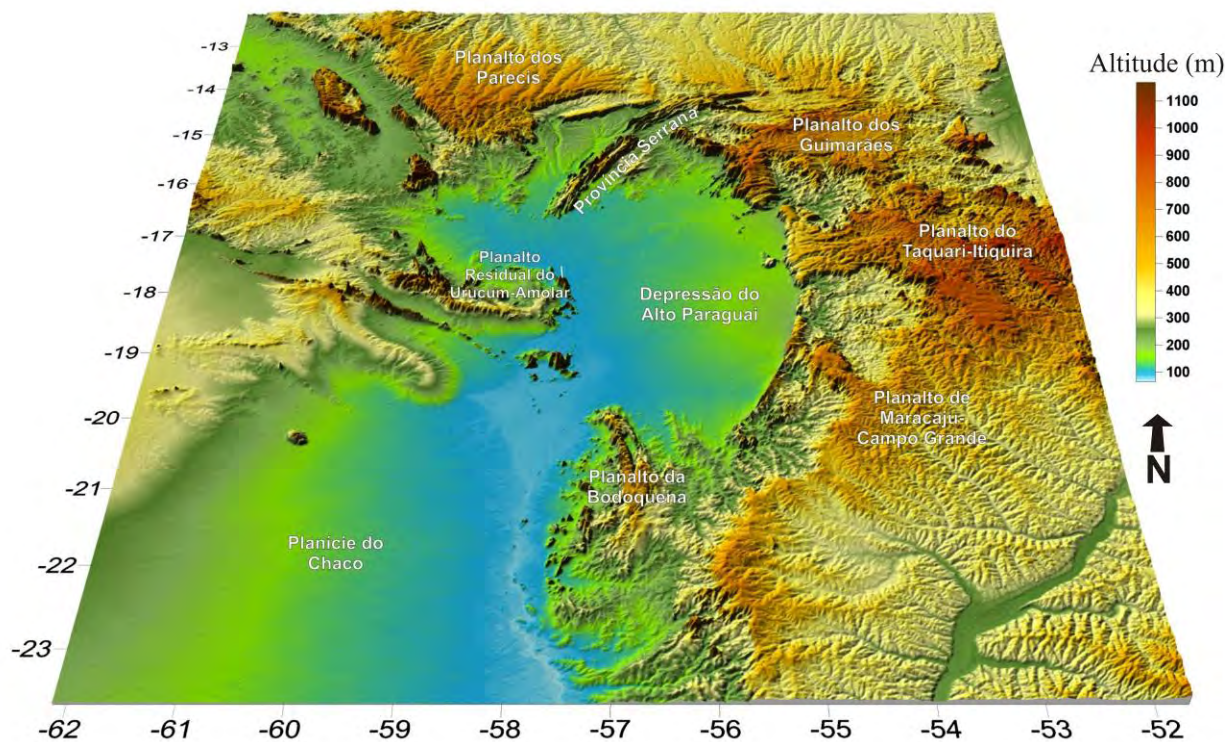 Planalto dos
Parecis
Província Serrana
Planalto dos
Guimarães
Planalto do
Taquari-Itiquira
Planalto
Residual do
Urucum-Amolar
Depressão do
Alto Paraguai
Planalto de
Maracaju-
Campo Grande
Planalto da
Bodoquena
Planície do
Chaco
Altitude (m)
1100
1000
900
800
700
600
500
400
300
200
100
N
-13
-14
-15
-16
-17
-18
-19
-20
-21
-22
-23
-62
-61
-60
-59
-58
-57
-56
-55
-54
-53
-52